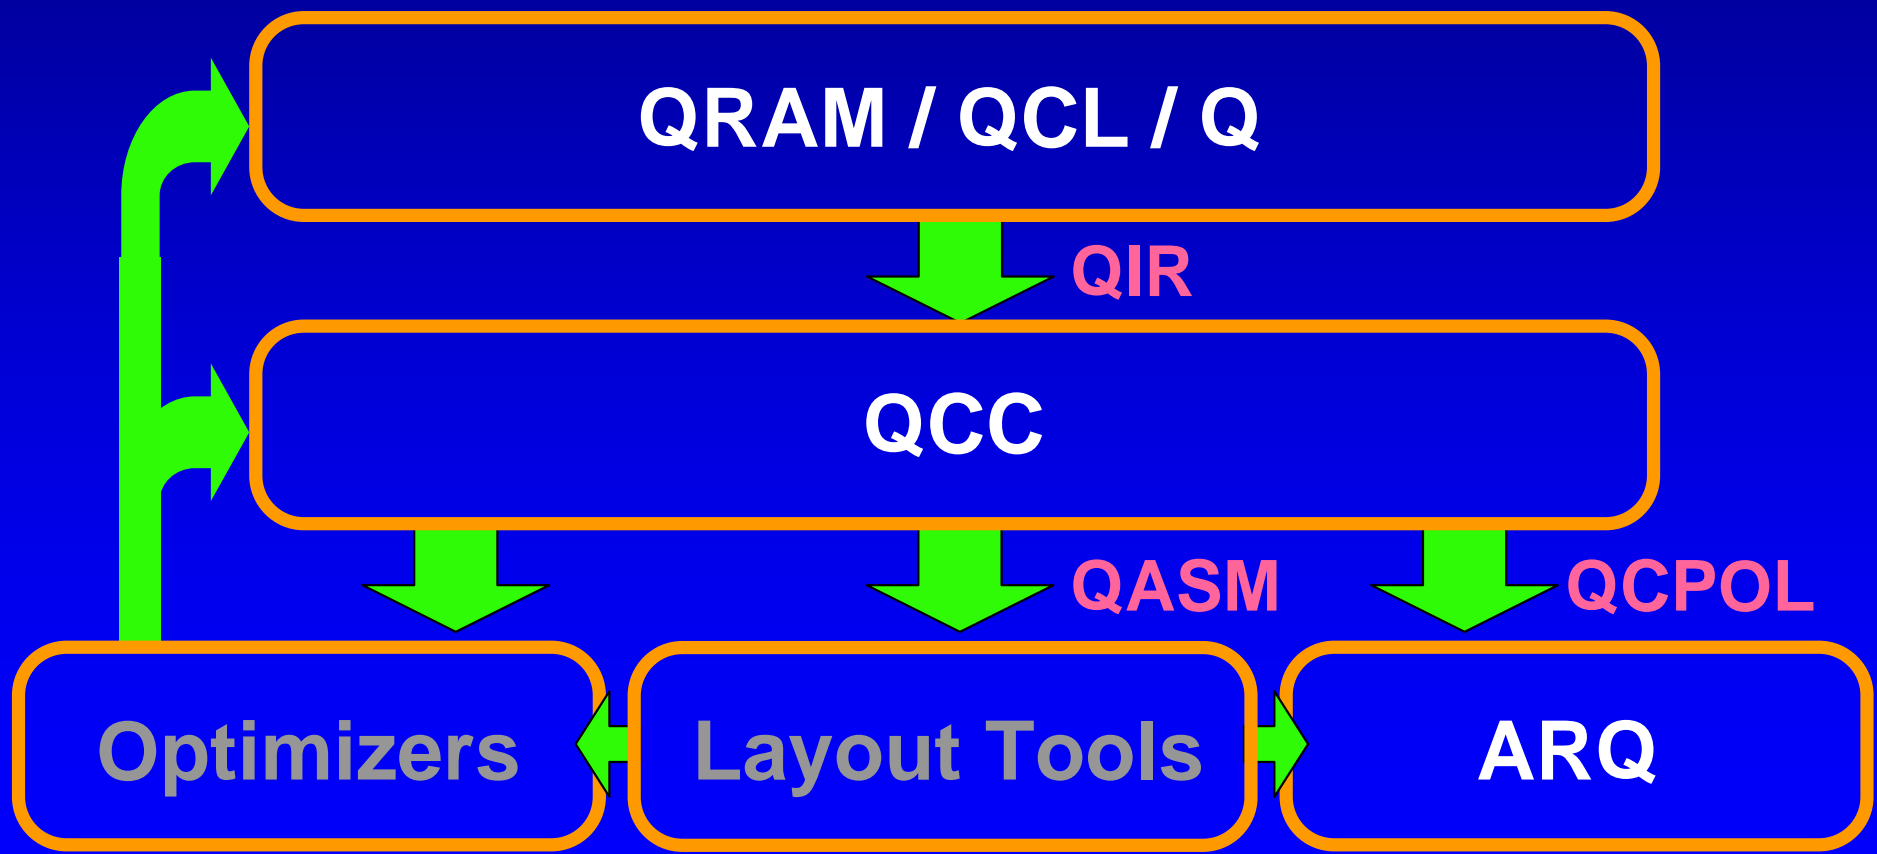 QRAM / QCL / Q
QIR
QCC
QASM
QCPOL
Optimizers
Layout Tools
ARQ